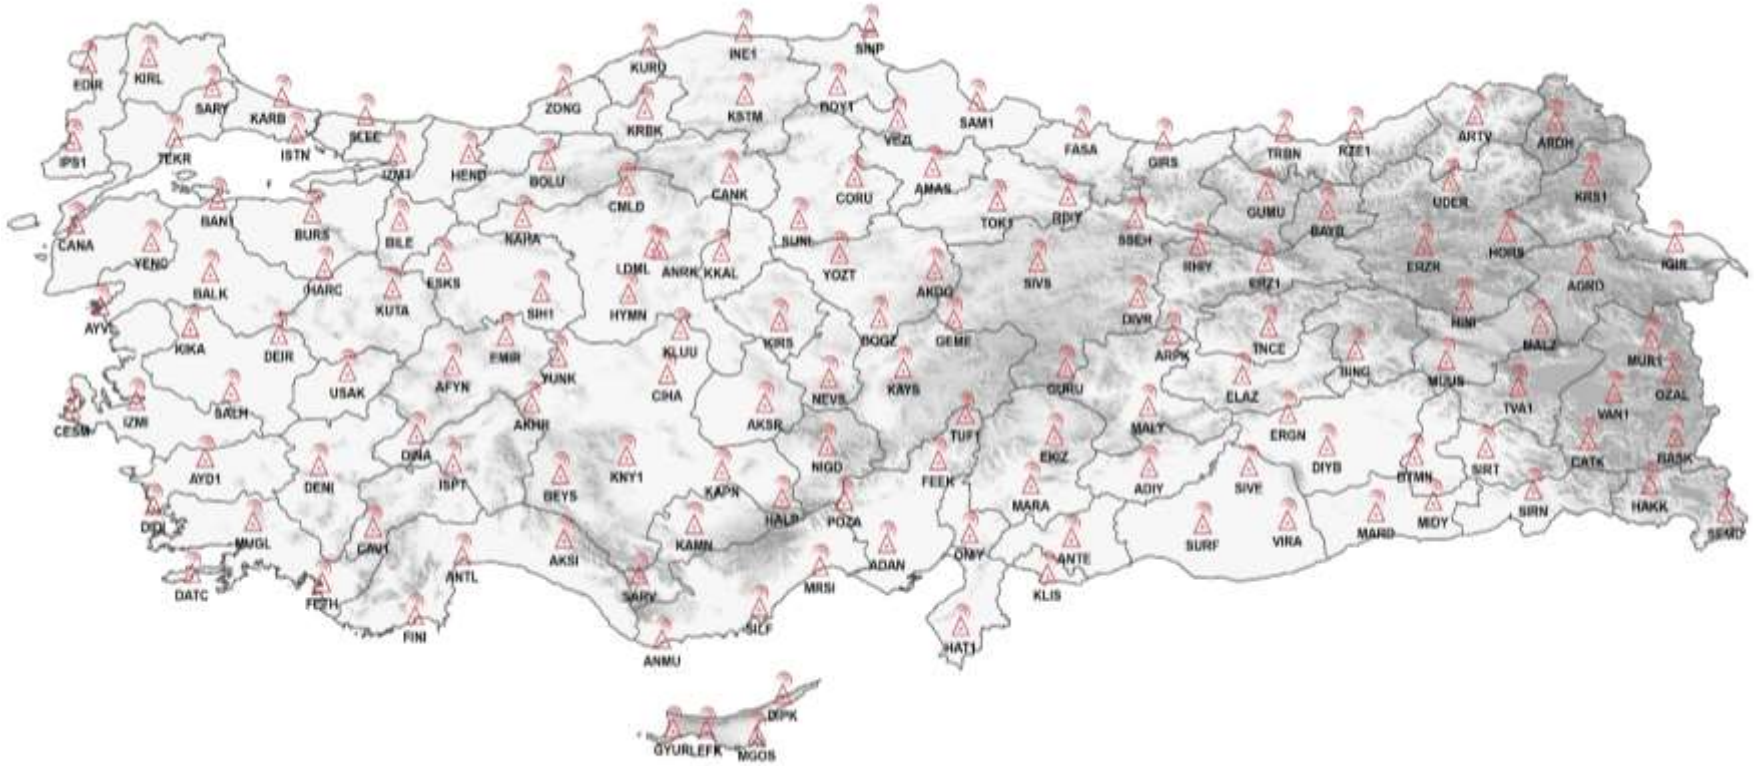 SINP
INE1
KURU
KIRL
EDIR
SARY
ZONG
BOY1
KARB
KSTM
SAM1
KRBK
VEZI
SLEE
ARTV
ARDH
FASA
RZE1
ISTN
TRBN
TEKR
IPS1
GIRS
IZMT
HEND
BOLU
AMAS
CANK
CORU
KRS1
UDER
CMLD
GUMU
RDIY
BAN1
TOK1
BAYB
BURS
NAHA
CANA
BILE
SUNL
SSEH
HORS
YENC
IGIR
LDML
ANRK
KKAL
YOZT
RHIY
ERZR
ESKS
SIVS
ERZ1
AGRD
HARC
BALK
AKDG
KUTA
SIH1
HYMN
DIVR
HINI
AYVL
KIKA
DEIR
KIRS
BOGZ
GEME
MALZ
TNCE
EMIR
KLUU
ARPK
MUR1
AFYN
YUNK
BING
USAK
CIHA
NEVS
KAYS
GURU
MUUS
ELAZ
OZAL
SALH
TVA1
VAN1
IZMI
AKHR
AKSR
CESM
TUF1
MALY
ERGN
DINA
EKIZ
BASK
NIGD
CATK
DIYB
SIRT
AYD1
KNY1
DENI
ISPT
FEEK
BTMN
BEYS
KAPN
ADIY
SIVE
MARA
HAKK
DIDI
HALP
POZA
MIDY
SIRN
MUGL
CAV1
KAMN
SURF
VIRA
MARD
SEMD
ONIY
AKSI
ADAN
ANTE
ANTL
MRSI
DATC
SARV
KLIS
FETH
SILF
FINI
HAT1
ANMU
DIPK
GYUR
LEFK
MGOS